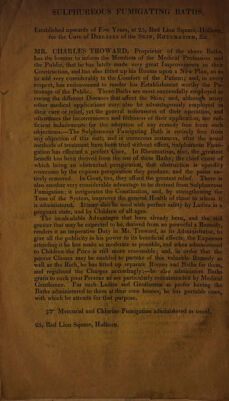 SULPHUREOUS FUMIGATING BATHS,
Established upwards of Five Years, at 25, Red Lion Square, Holborn,
for the Cure of DISEASES of the SKIN, RHEUMATISM, &c.
MR. CHARLES THOWARD, Proprietor of the above Baths,
has the honour to inform the Members of the Medical Profession and
the Public, that he has lately made very great Improvements in their
Construction, and has also fitted up his Rooms upon a New Plan, so as
to add very considerably to the Comfort of the Patient; and, in every
respect, has endeavoured to render his Establishment worthy the Pa-
tronage of the Public. These Baths are most successfully employed in
curing the different Diseases that affect the Skin; and, although many
other medical applications may also be advantageously employed in
their cure or relief, yet the general tediousness of their operation, and
oftentimes the inconvenience and filthiness of their application, are suf-
ficient inducements for the adoption of any remedy free from such
objections.—The Sulphureous Fumigating Bath is entirely free from
any objection of this sort; and in numerous instances, after the usual
methods of treatment have been tried without effect, Sulphureous Fumi-
gation has effected a perfect Cure. In Rheumatism, also, the greatest
benefit has been derived from the use of these Baths; the chief cause of
which being an obstructed perspiration, that obstruction is speedily
overcome by the copious perspiration they produce, and the pains en-
tirely removed. In Gout, too, they afford the greatest relief. There is
also another very considerable advantage to be derived from Sulphureous
Fumigation; it invigorates the Constitution, and, by strengthening the
Tone of the System, improves the general Health of those to whom it
is administered. It may also be used with perfect safety by Ladies in a
pregnant state, and by Children of all ages.
The incalculable Advantages that have already been, and the still
greater that may be expected to be derived from so powerful a Remedy,
renders it an imperative Duty in Mr. Thoward, as its Administrator, to
give all the publicity in his power to its beneficial effects; the Expences
attending it he has made as moderate as possible, and when administered
to Children the Price is still more reasonable; and, in order that the
poorer Classes may be enabled to partake of this valuable Remedy as
well as the Rich, he has fitted up separate Rooms and Baths for them,
and regulated the Charges accordingly:—he also administers Baths
gratis to such poor Persons as are particularly recommended by Medical
Gentlemen. For such Ladies and Gentlemen as prefer having the
Baths administered to them at their own houses, he has portable ones,
with which he attends for that purpose.
☞ Mercurial and Chlorine Fumigation administered as usual.
25, Red Lion Square, Holborn.